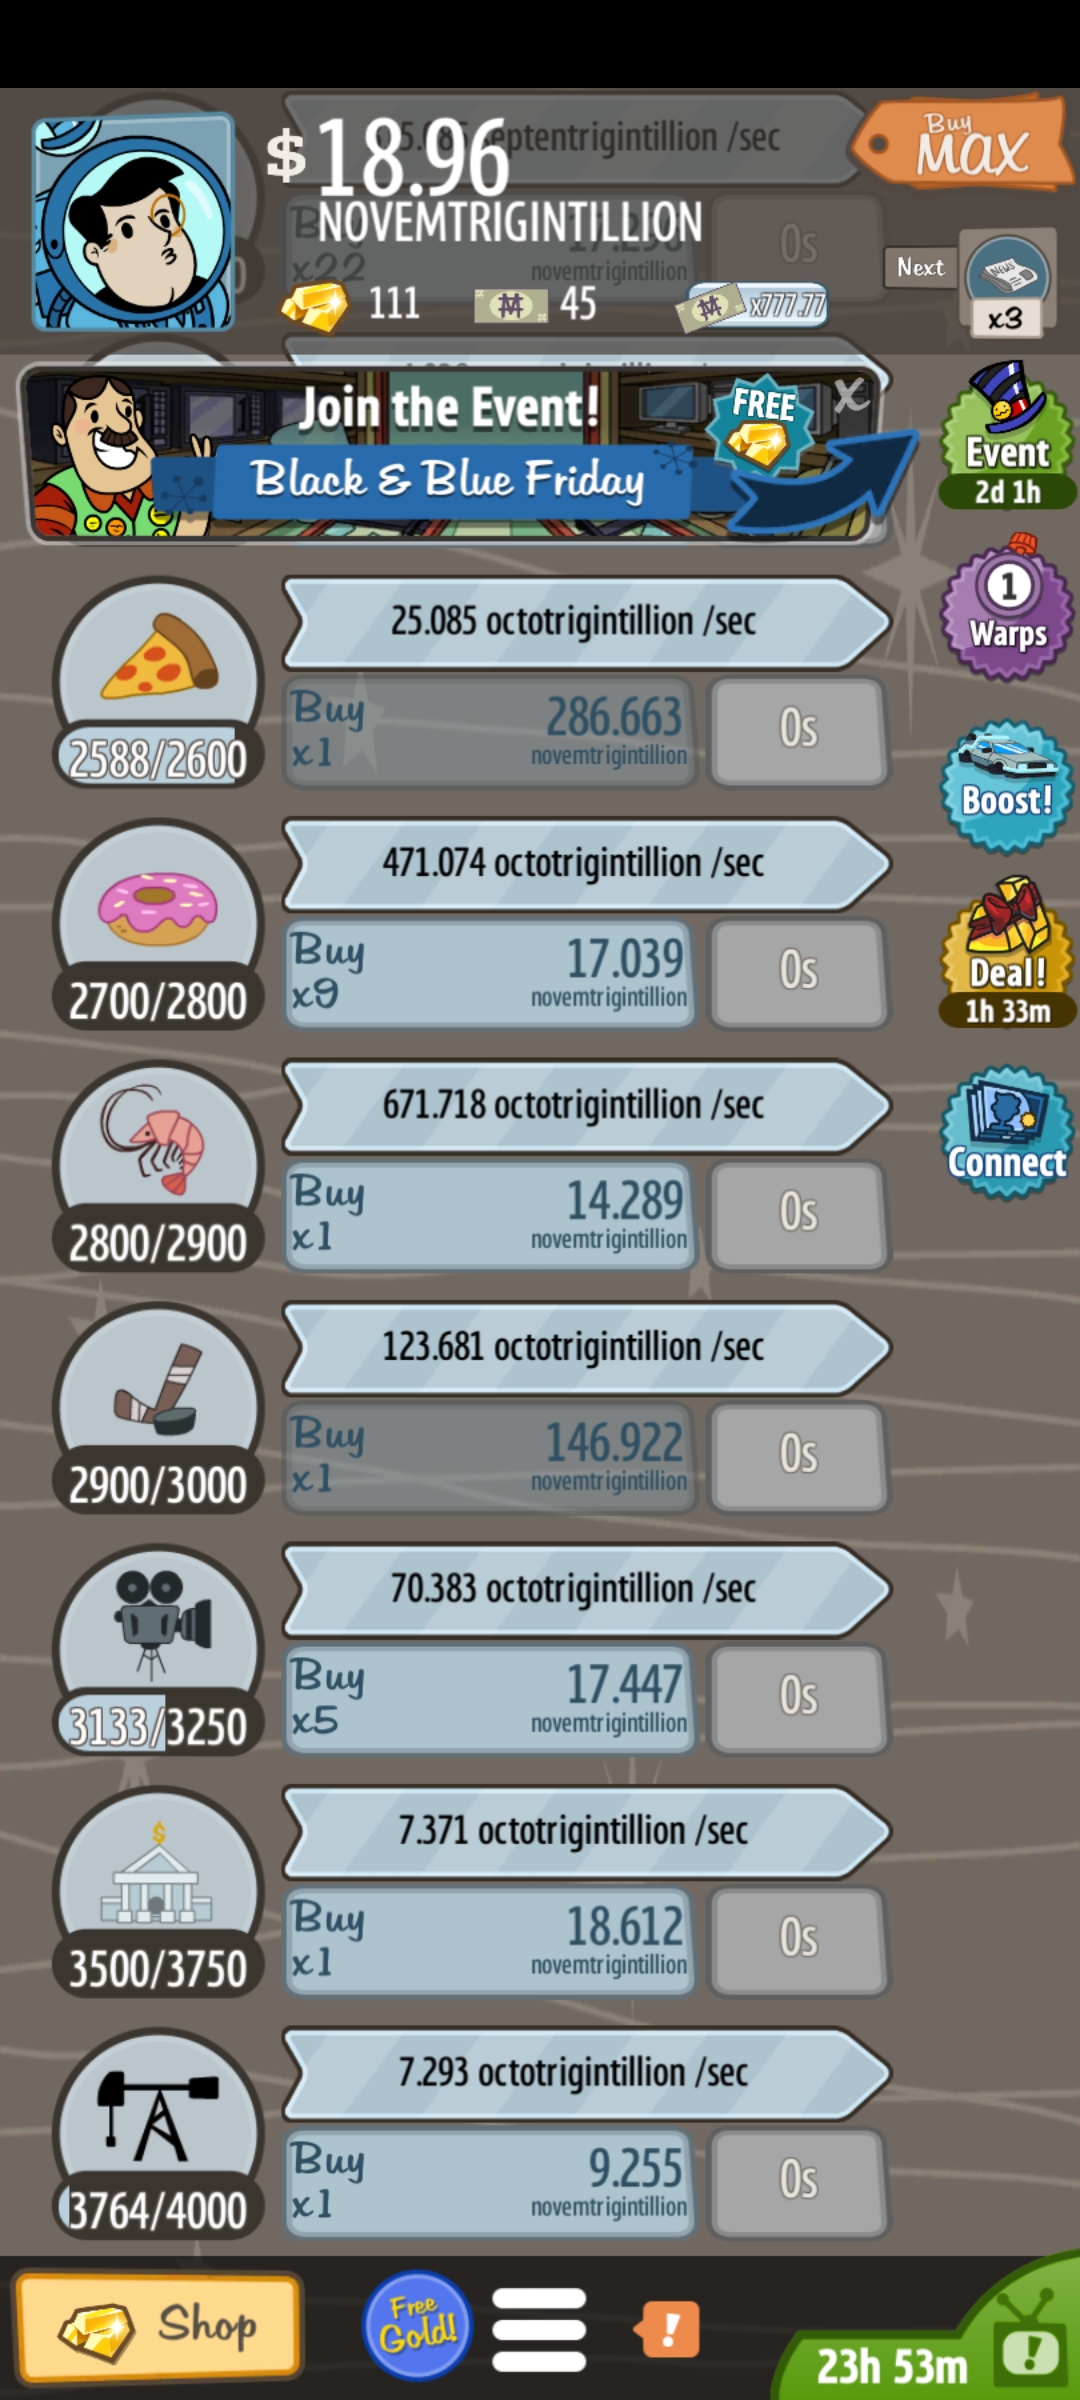 septentrigintillion /sec
$18.96
NOVEMTRIGINTILLION
Buy
MAX
x22
novemtrigintillion
0s
111
45
x777.77
Next
NEWS
x3
Join the Event!
Black & Blue Friday
FREE
X
Event
2d 1h
25.085 octotrigintillion /sec
2588/2600
Buy
x1
286.663
novemtrigintillion
0s
1
Warps
471.074 octotrigintillion /sec
2700/2800
Buy
x9
17.039
novemtrigintillion
0s
Boost!
Deal!
1h 33m
671.718 octotrigintillion /sec
2800/2900
Buy
x1
14.289
novemtrigintillion
0s
Connect
123.681 octotrigintillion /sec
2900/3000
Buy
x1
146.922
novemtrigintillion
0s
70.383 octotrigintillion /sec
3133/3250
Buy
x5
17.447
novemtrigintillion
0s
$
7.371 octotrigintillion /sec
3500/3750
Buy
x1
18.612
novemtrigintillion
0s
7.293 octotrigintillion /sec
3764/4000
Buy
x1
9.255
novemtrigintillion
0s
Shop
Free
Gold!
!
23h 53m
!